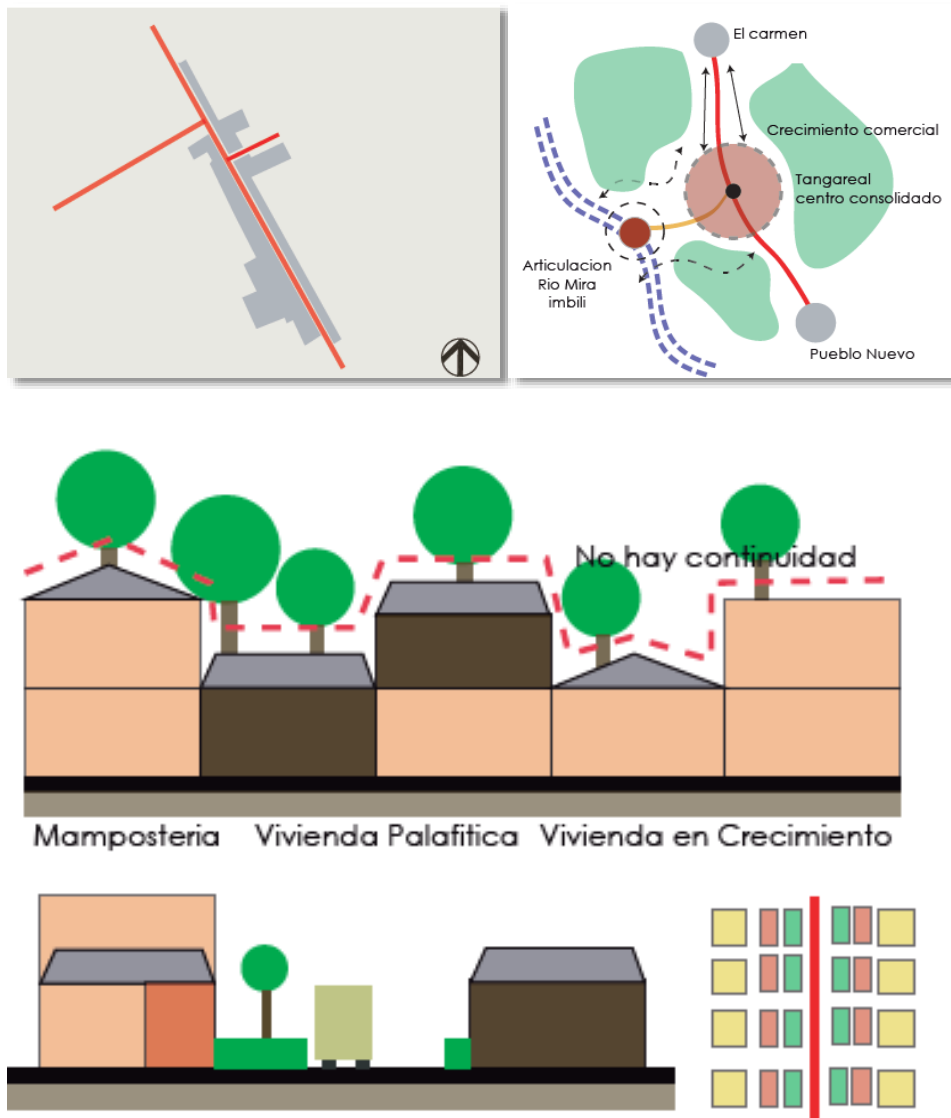 El carmen
Crecimiento comercial
Tangareal
centro consolidado
Articulacion
Rio Mira
imbili
Pueblo Nuevo
No hay continuidad
Mamposteria
Vivienda Palafitica
Vivienda en Crecimiento